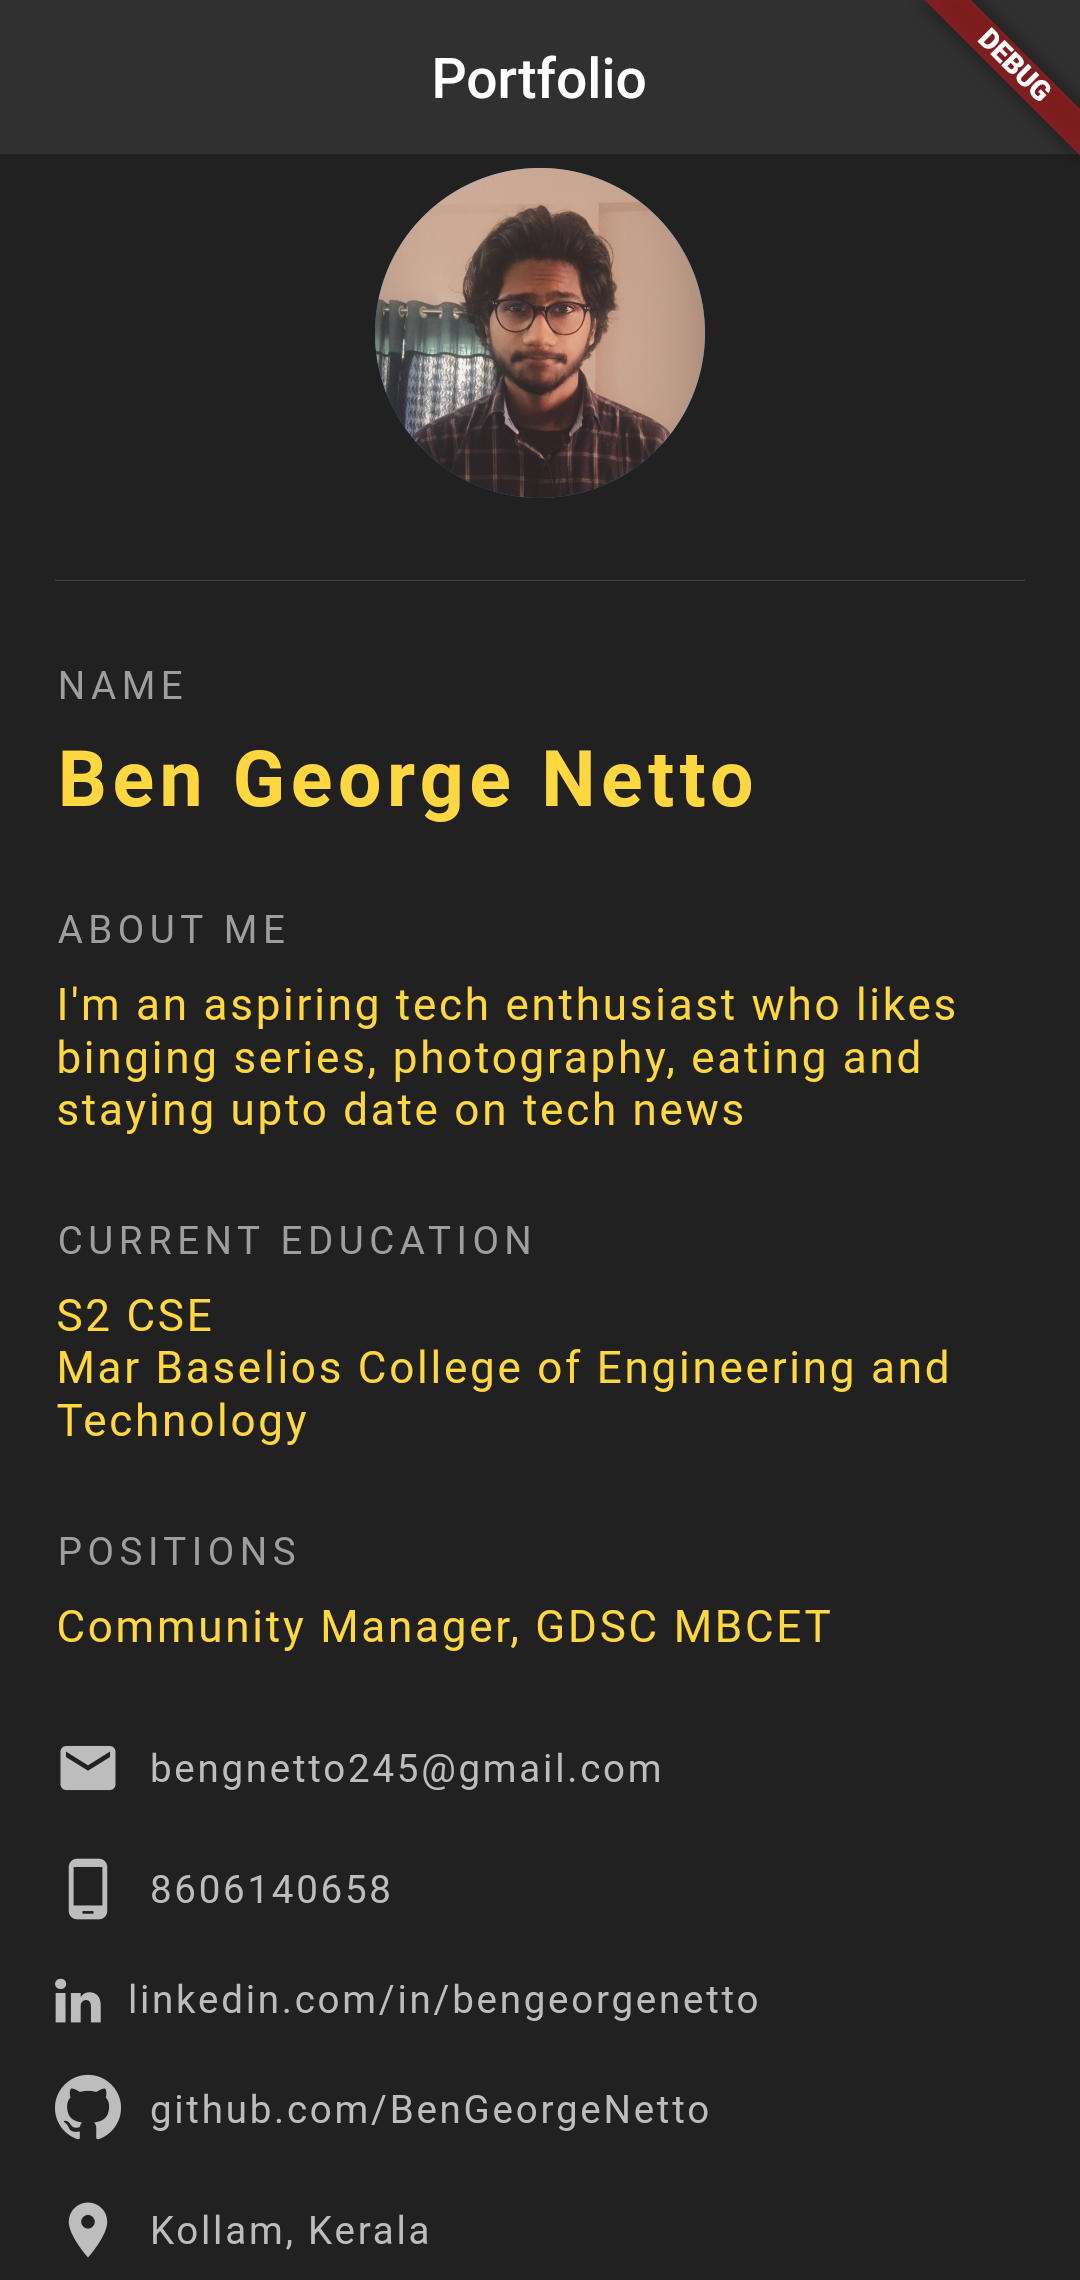 Portfolio
DEBUG
NAME
Ben George Netto
ABOUT ME
I'm an aspiring tech enthusiast who likes
binging series, photography, eating and
staying upto date on tech news
CURRENT EDUCATION
S2 CSE
Mar Baselios College of Engineering and
Technology
POSITIONS
Community Manager, GDSC MBCET
bengnetto245@gmail.com
8606140658
in linkedin.com/in/bengeorgenetto
github.com/BenGeorgeNetto
Kollam, Kerala